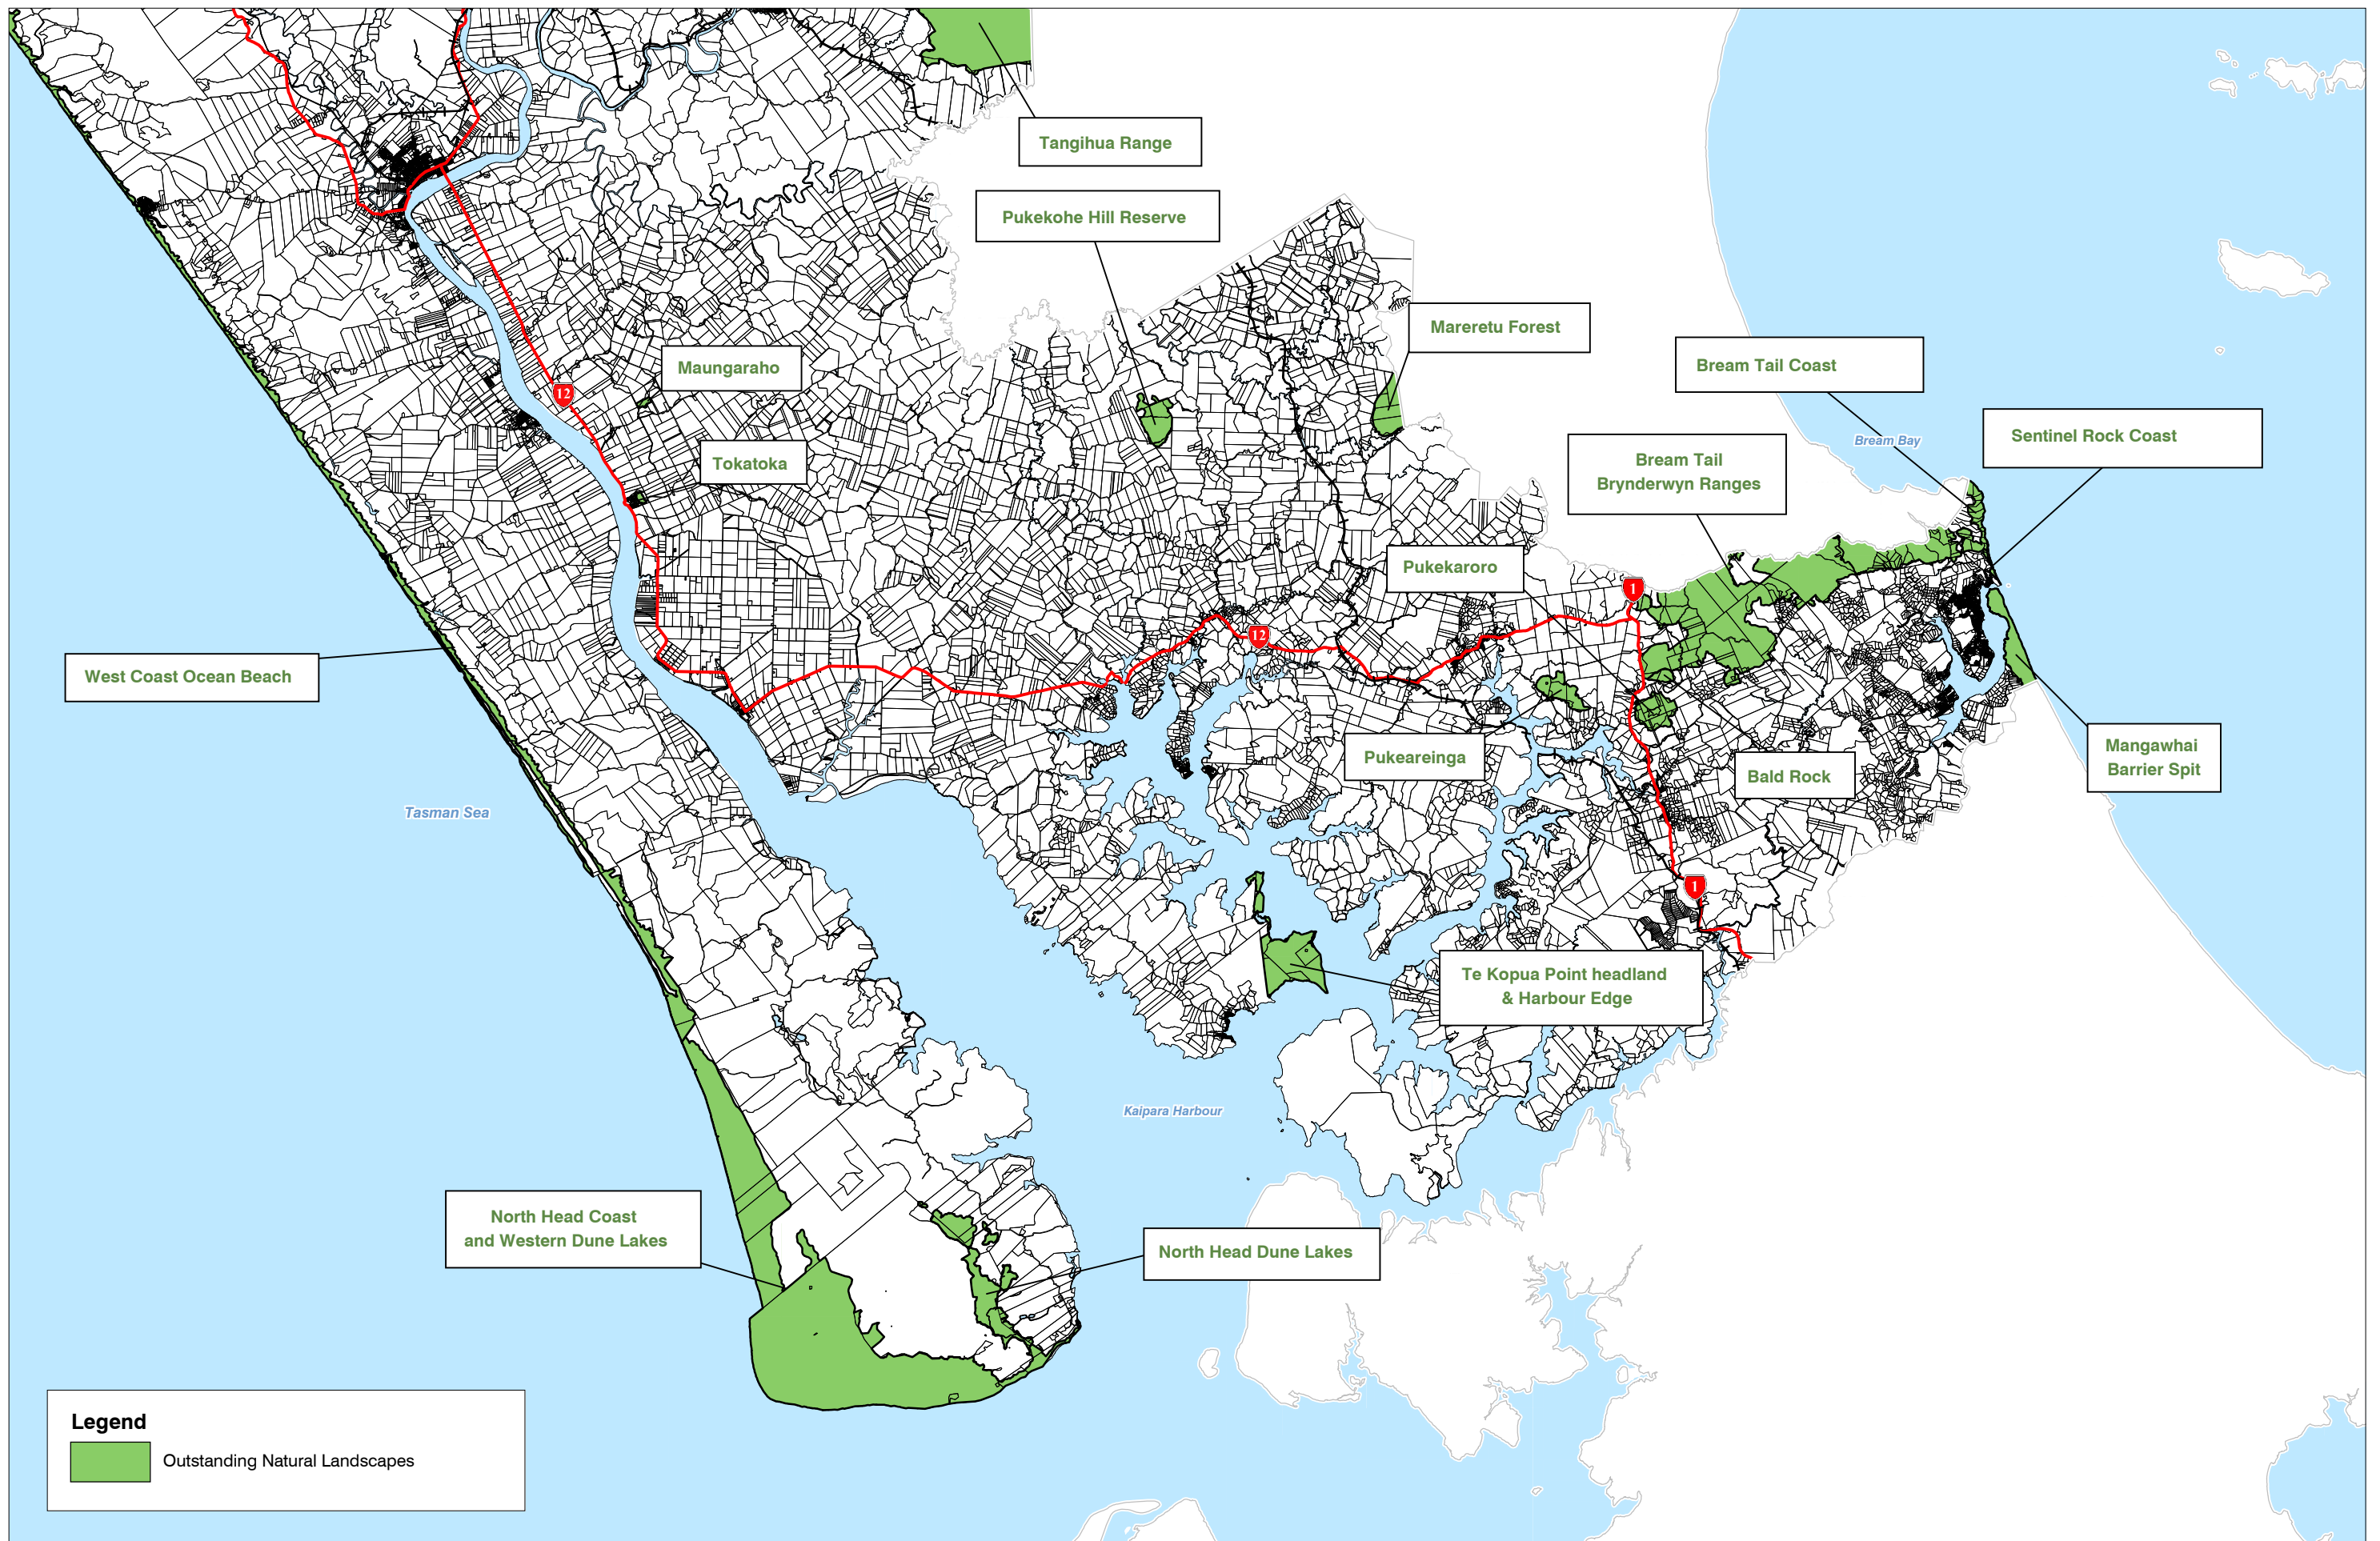 Tangihua Range
Pukekohe Hill Reserve
Mareretu Forest
Bream Tail Coast
Maungaraho
12
Bream Bay
Sentinel Rock Coast
Tokatoka
Bream Tail
Brynderwyn Ranges
Pukekaroro
1
12
West Coast Ocean Beach
Pukeareinga
Bald Rock
Mangawhai
Barrier Spit
Tasman Sea
1
Te Kopua Point headland
& Harbour Edge
Kaipara Harbour
North Head Coast
and Western Dune Lakes
North Head Dune Lakes
Legend
Outstanding Natural Landscapes